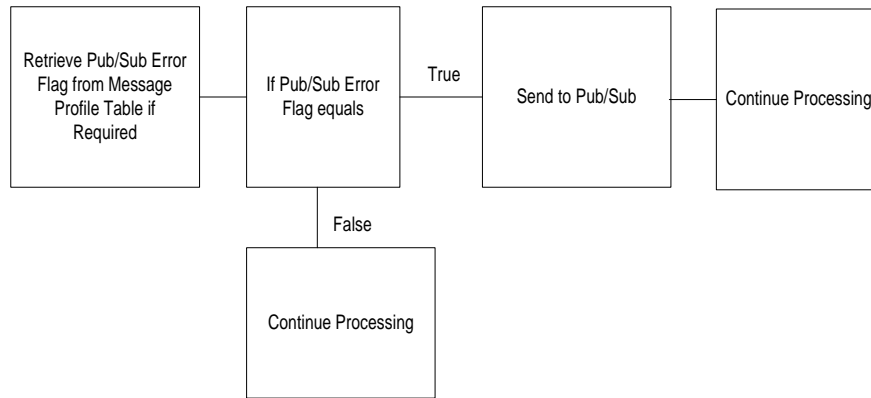 Retrieve Pub/Sub Error
Flag from Message
Profile Table if
Required
If Pub/Sub Error
Flag equals
True
Send to Pub/Sub
Continue Processing
False
Continue Processing